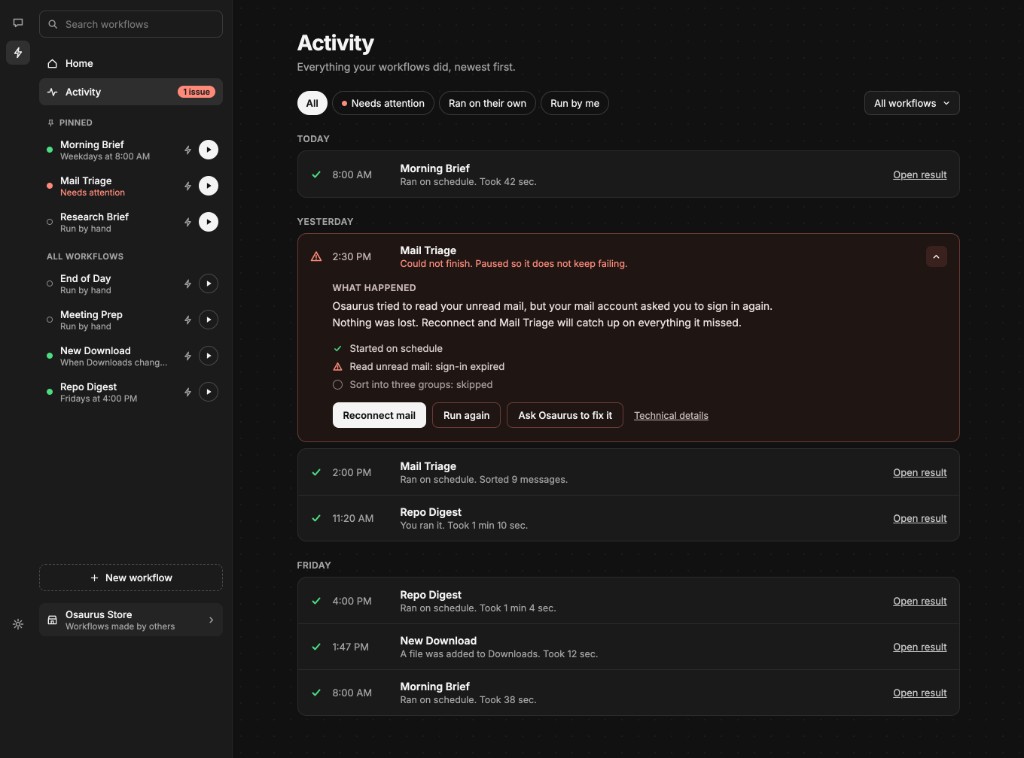 Search workflows
Home
Activity
1 issue
PINNED
Morning Brief
Weekdays at 8:00 AM
Mail Triage
Needs attention
Research Brief
Run by hand
ALL WORKFLOWS
End of Day
Run by hand
Meeting Prep
Run by hand
New Download
When Downloads chang...
Repo Digest
Fridays at 4:00 PM
New workflow
Osaurus Store
Workflows made by others
Activity
Everything your workflows did, newest first.
All
Needs attention
Ran on their own
Run by me
All workflows
TODAY
8:00 AM
Morning Brief
Ran on schedule. Took 42 sec.
Open result
YESTERDAY
2:30 PM
Mail Triage
Could not finish. Paused so it does not keep failing.
WHAT HAPPENED
Osaurus tried to read your unread mail, but your mail account asked you to sign in again.
Nothing was lost. Reconnect and Mail Triage will catch up on everything it missed.
Started on schedule
Read unread mail: sign-in expired
Sort into three groups: skipped
Reconnect mail
Run again
Ask Osaurus to fix it
Technical details
2:00 PM
Mail Triage
Ran on schedule. Sorted 9 messages.
Open result
11:20 AM
Repo Digest
You ran it. Took 1 min 10 sec.
Open result
FRIDAY
4:00 PM
Repo Digest
Ran on schedule. Took 1 min 4 sec.
Open result
1:47 PM
New Download
A file was added to Downloads. Took 12 sec.
Open result
8:00 AM
Morning Brief
Ran on schedule. Took 38 sec.
Open result